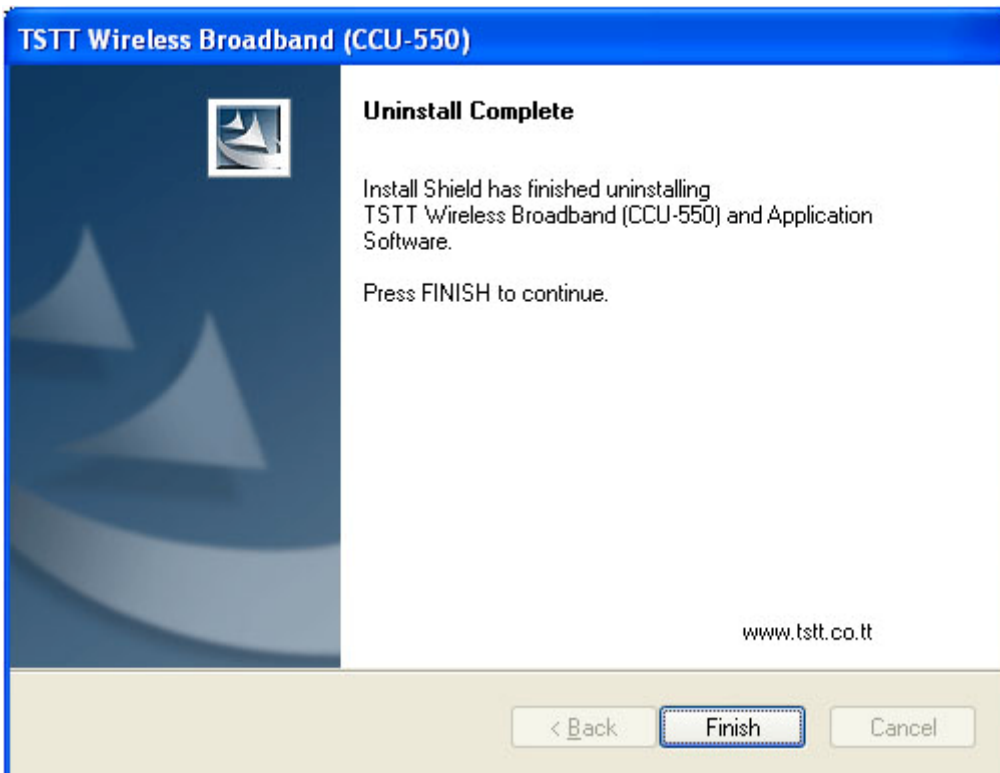 TSTT Wireless Broadband (CCU-550)
Uninstall Complete
Install Shield has finished uninstalling
TSTT Wireless Broadband (CCU-550) and Application
Software.
Press FINISH to continue.
www.tstt.co.tt
< Back
Finish
Cancel